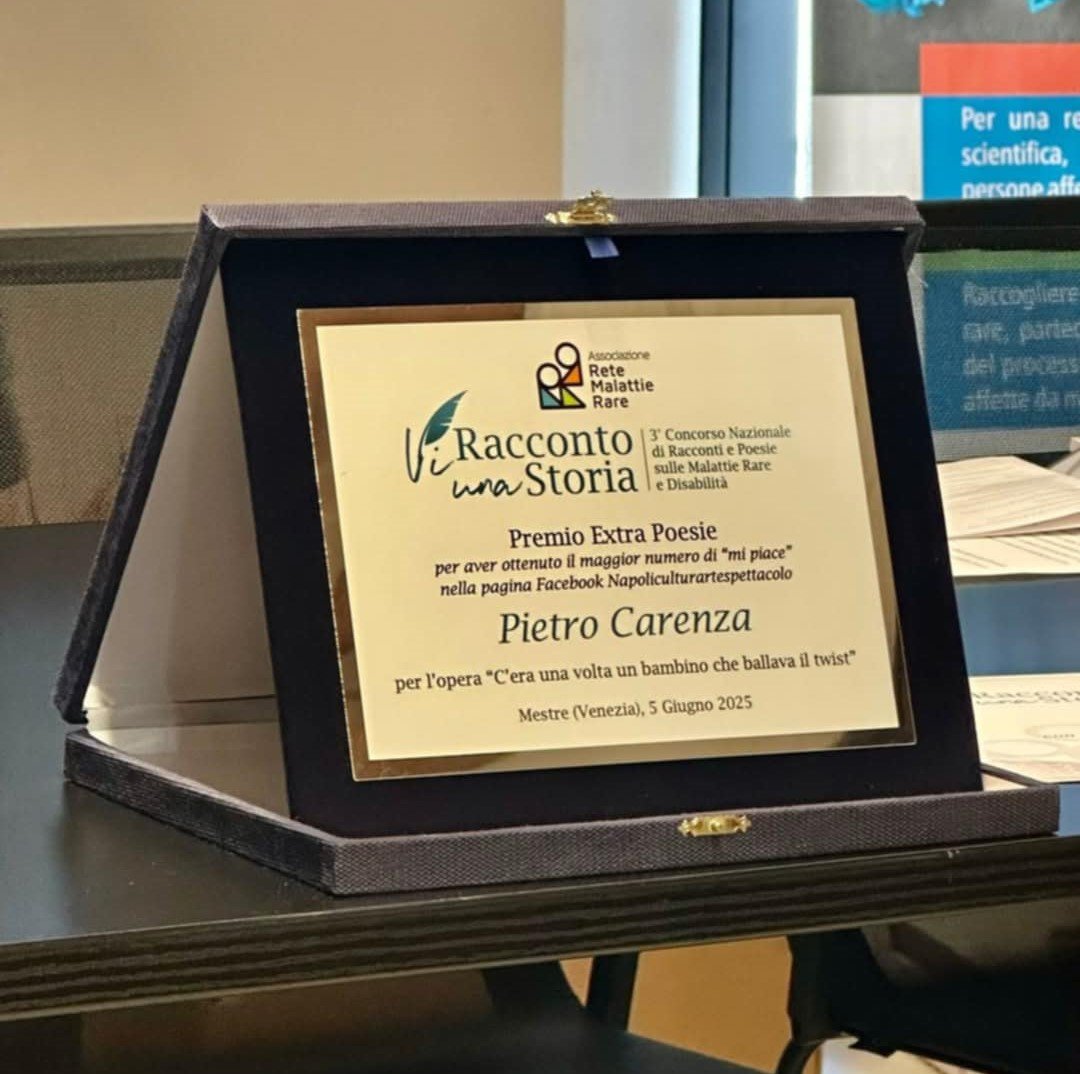 Per una re
scientifica,
persone affe
Raccogliere
rare, partec
del process
affette da m
Associazione
Rete
Malattie
Rare
Vi Racconto
una Storia
3° Concorso Nazionale
di Racconti e Poesie
sulle Malattie Rare
e Disabilità
Premio Extra Poesie
per aver ottenuto il maggior numero di "mi piace"
nella pagina Facebook Napoliculturartespettacolo
Pietro Carenza
per l'opera "C'era una volta un bambino che ballava il twist"
Mestre (Venezia), 5 Giugno 2025